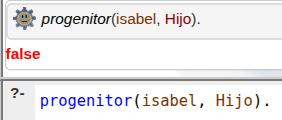 progenitor(isabel, Hijo).
false
?- progenitor(isabel, Hijo).